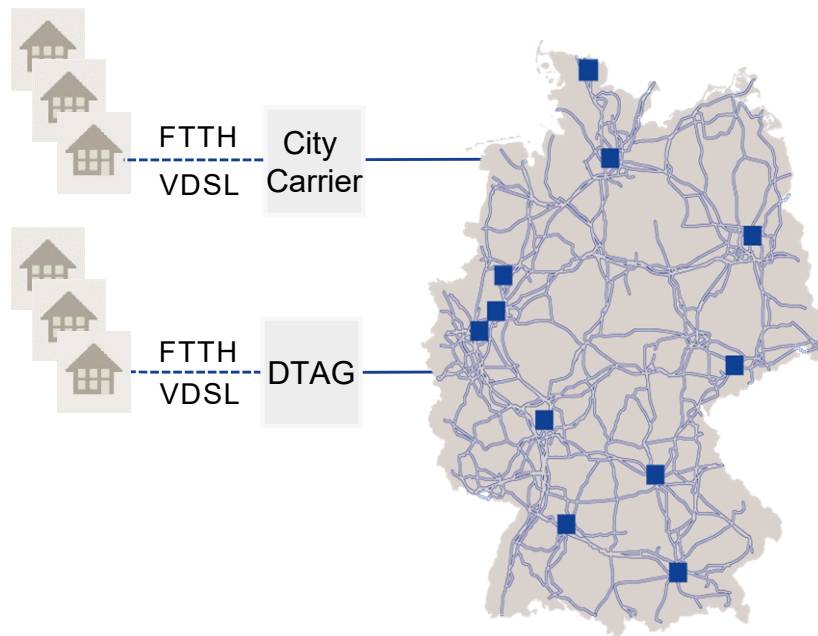 FTTH
VDSL
City
Carrier
FTTH
VDSL
DTAG